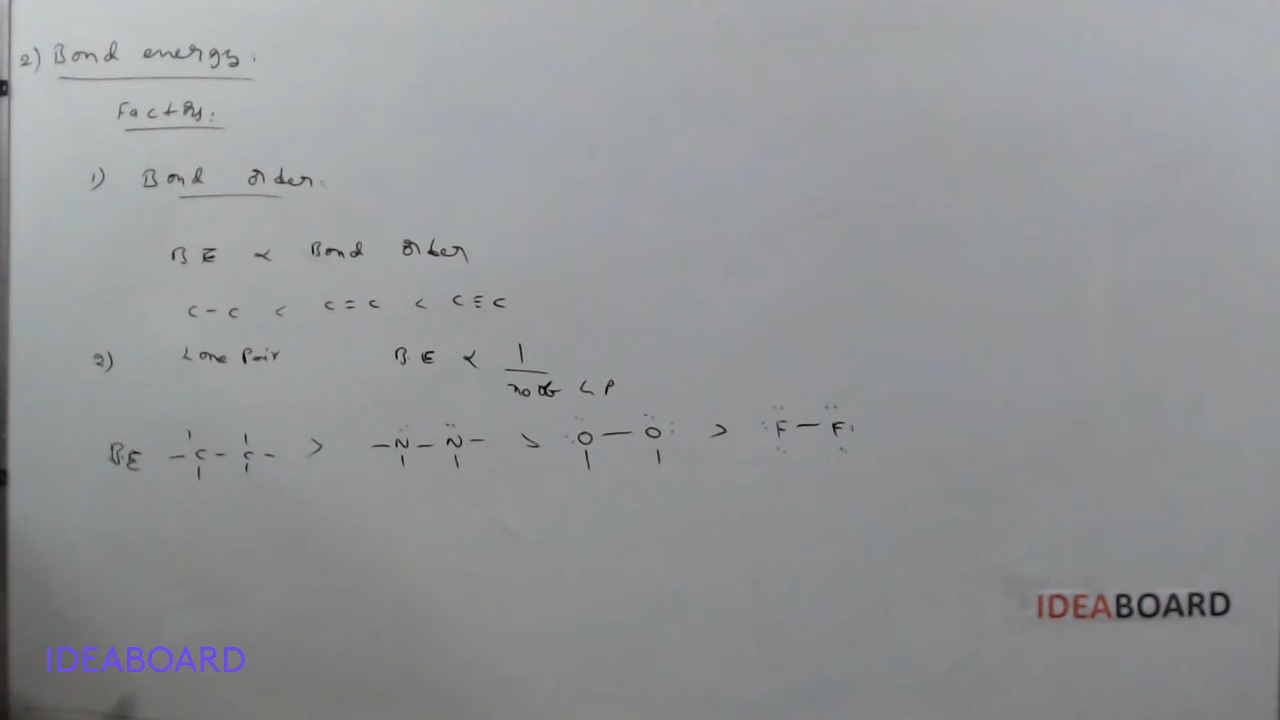 2) Bond energy.
Factors:
1) Bond order.
BE ∝ Bond order
C-C < C=C < C≡C
2) Lone Pair B.E ∝ 1/no of LP
BE -C-C- > -N-N- > :O-O: > :F-F:
IDEABOARD
IDEABOARD